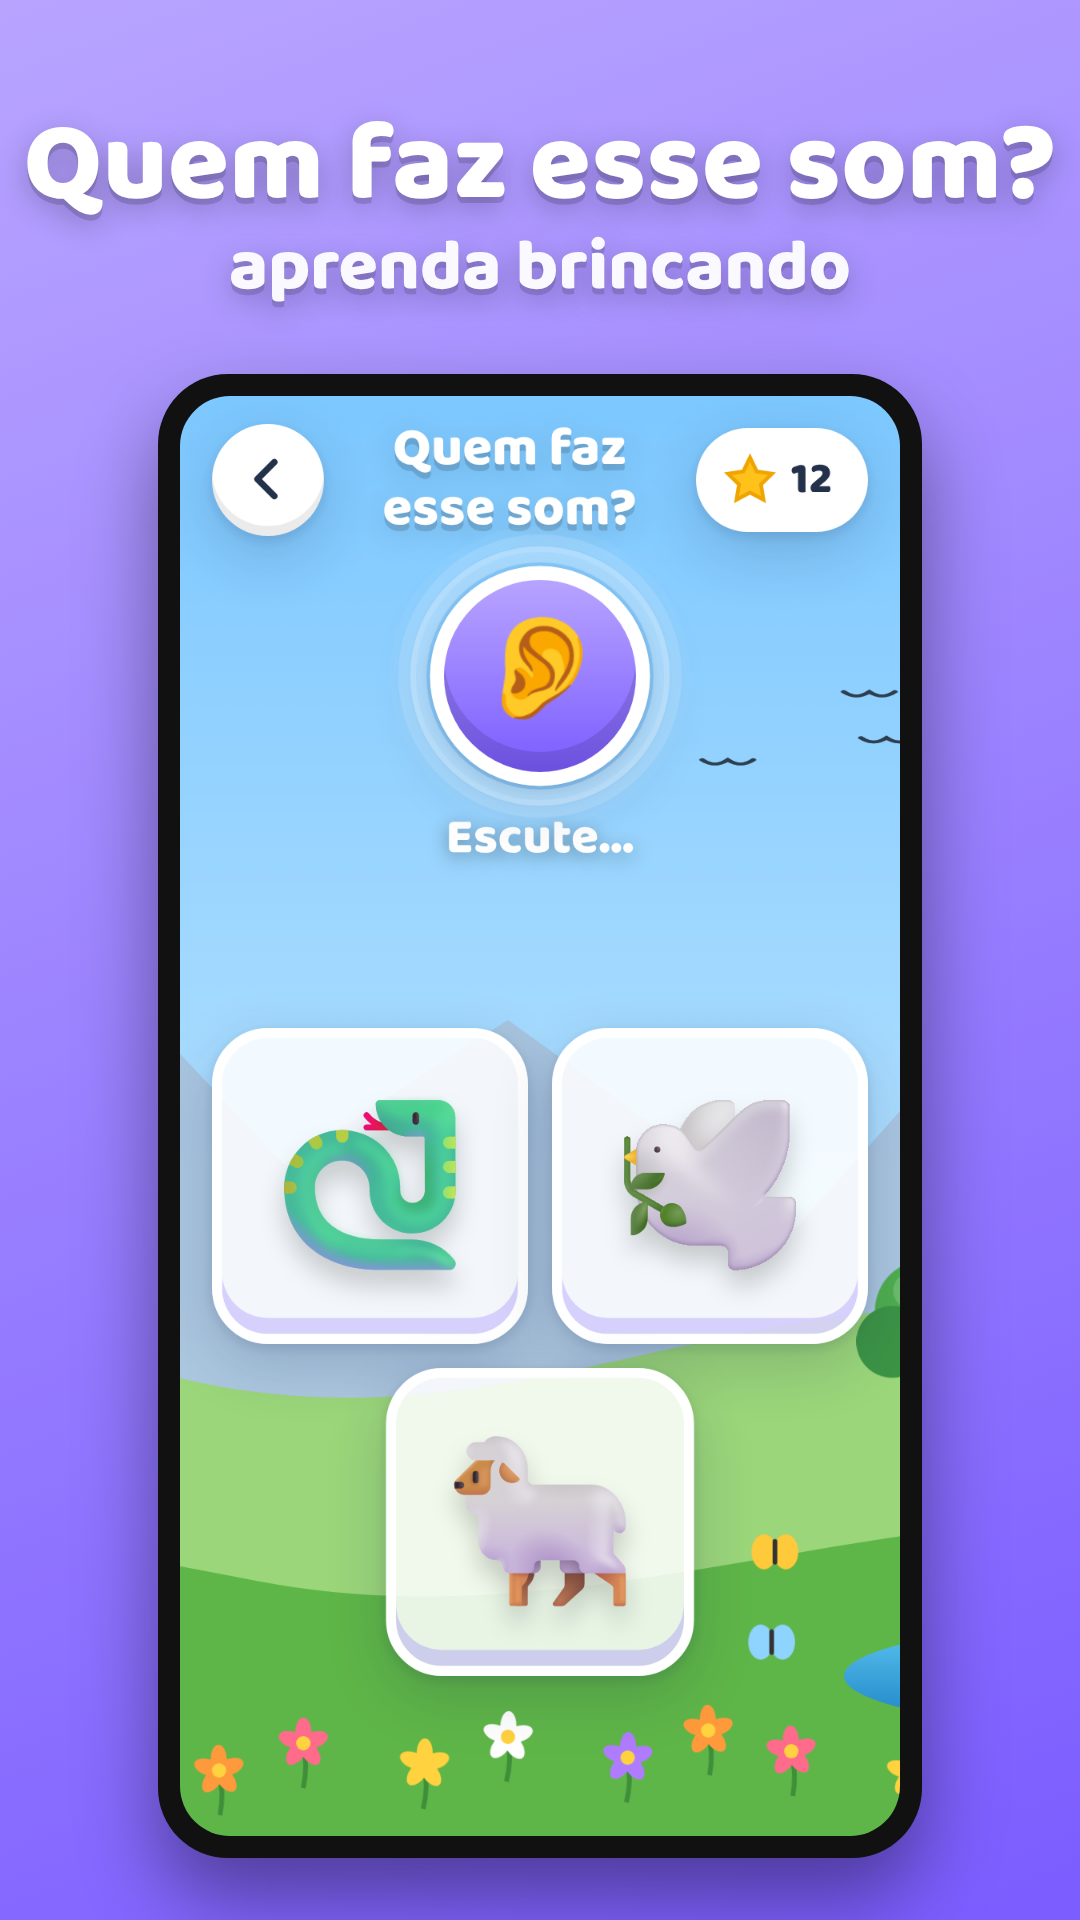 Quem faz esse som?
aprenda brincando
Quem faz
esse som?
12
Escute...